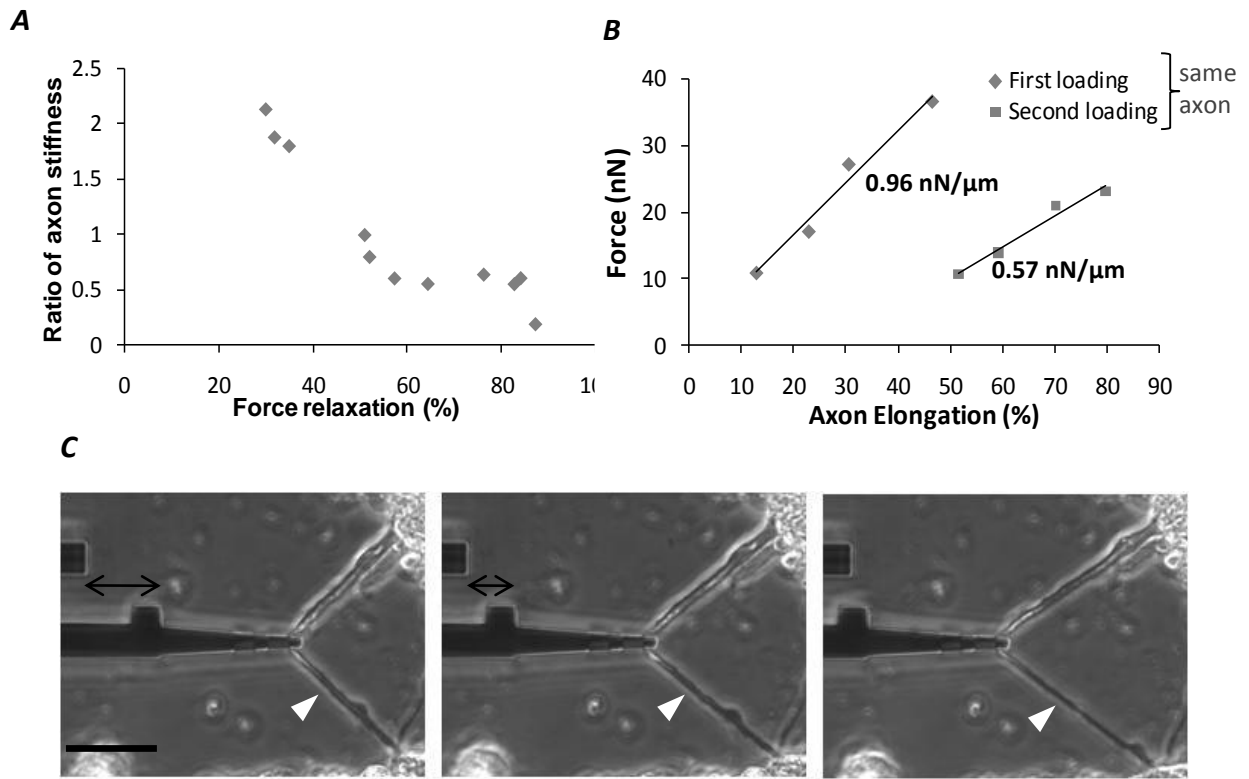 A
Ratio of axon stiffness
2.5
2
1.5
1
0.5
0
0 20 40 60 80
Force relaxation (%)
B
Force (nN)
40
30
20
10
0
First loading
Second loading
same
axon
0.96 nN/µm
0.57 nN/µm
0 10 20 30 40 50 60 70 80 90
Axon Elongation (%)
C